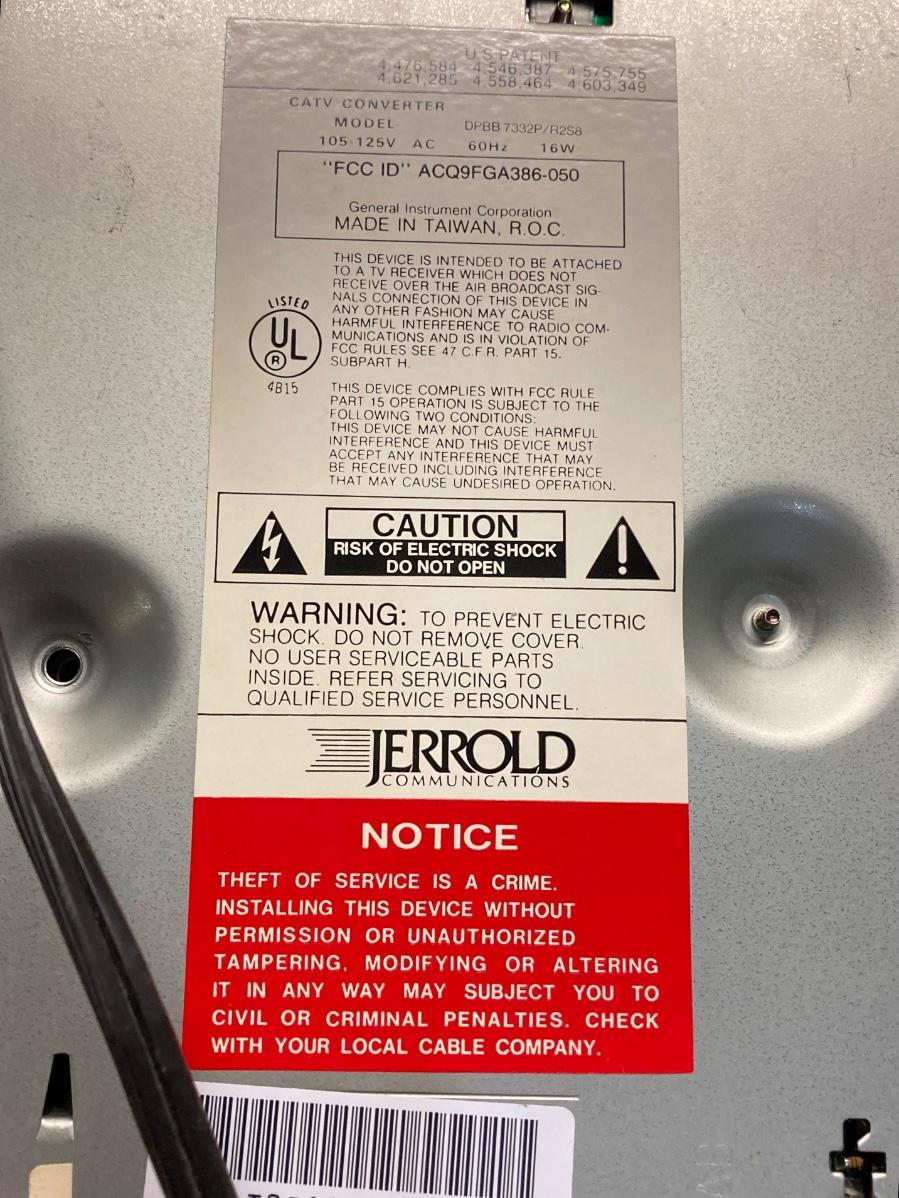 U.S PATENT
4,476,584 4,546,387 4,575,755
4,621,285 4,558,464 4,603,349
CATV CONVERTER
MODEL DPBB 7332P/R2S8
105-125V AC 60Hz 16W
"FCC ID" ACQ9FGA386-050
General Instrument Corporation
MADE IN TAIWAN, R.O.C.
THIS DEVICE IS INTENDED TO BE ATTACHED
TO A TV RECEIVER WHICH DOES NOT
RECEIVE OVER THE AIR BROADCAST SIG-
NALS CONNECTION OF THIS DEVICE IN
ANY OTHER FASHION MAY CAUSE
HARMFUL INTERFERENCE TO RADIO COM-
MUNICATIONS AND IS IN VIOLATION OF
FCC RULES SEE 47 C.F.R. PART 15.
SUBPART H.
LISTED
UL
®
4B15
THIS DEVICE COMPLIES WITH FCC RULE
PART 15 OPERATION IS SUBJECT TO THE
FOLLOWING TWO CONDITIONS:
THIS DEVICE MAY NOT CAUSE HARMFUL
INTERFERENCE AND THIS DEVICE MUST
ACCEPT ANY INTERFERENCE THAT MAY
BE RECEIVED INCLUDING INTERFERENCE
THAT MAY CAUSE UNDESIRED OPERATION.
CAUTION
RISK OF ELECTRIC SHOCK
DO NOT OPEN
WARNING: TO PREVENT ELECTRIC
SHOCK. DO NOT REMOVE COVER.
NO USER SERVICEABLE PARTS
INSIDE. REFER SERVICING TO
QUALIFIED SERVICE PERSONNEL.
JERROLD
COMMUNICATIONS
NOTICE
THEFT OF SERVICE IS A CRIME.
INSTALLING THIS DEVICE WITHOUT
PERMISSION OR UNAUTHORIZED
TAMPERING, MODIFYING OR ALTERING
IT IN ANY WAY MAY SUBJECT YOU TO
CIVIL OR CRIMINAL PENALTIES. CHECK
WITH YOUR LOCAL CABLE COMPANY.